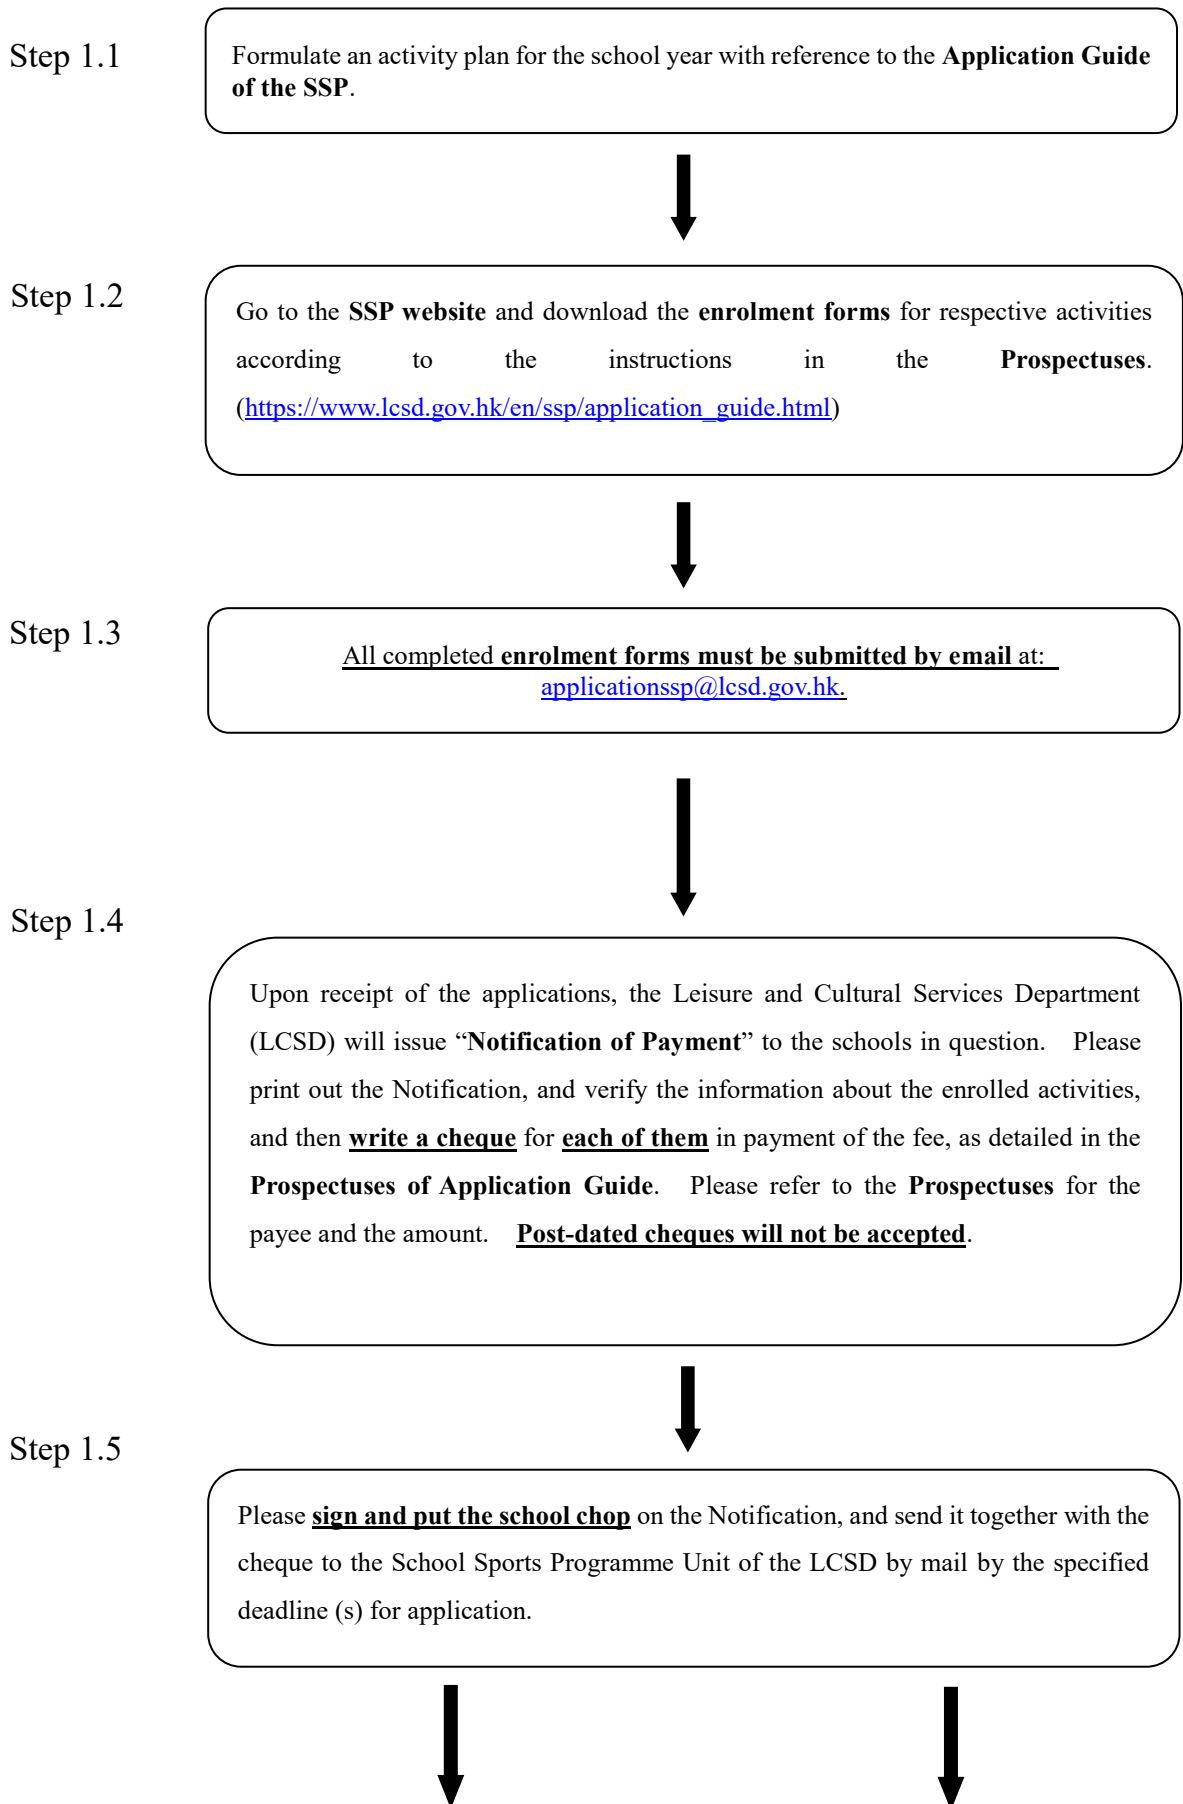 Step 1.1
Formulate an activity plan for the school year with reference to the Application Guide
of the SSP.
Step 1.2
Go to the SSP website and download the enrolment forms for respective activities
according to the instructions in the Prospectuses.
(https://www.lcsd.gov.hk/en/ssp/application_guide.html)
Step 1.3
All completed enrolment forms must be submitted by email at:
applicationssp@lcsd.gov.hk.
Step 1.4
Upon receipt of the applications, the Leisure and Cultural Services Department
(LCSD) will issue “Notification of Payment” to the schools in question. Please
print out the Notification, and verify the information about the enrolled activities,
and then write a cheque for each of them in payment of the fee, as detailed in the
Prospectuses of Application Guide. Please refer to the Prospectuses for the
payee and the amount. Post-dated cheques will not be accepted.
Step 1.5
Please sign and put the school chop on the Notification, and send it together with the
cheque to the School Sports Programme Unit of the LCSD by mail by the specified
deadline (s) for application.